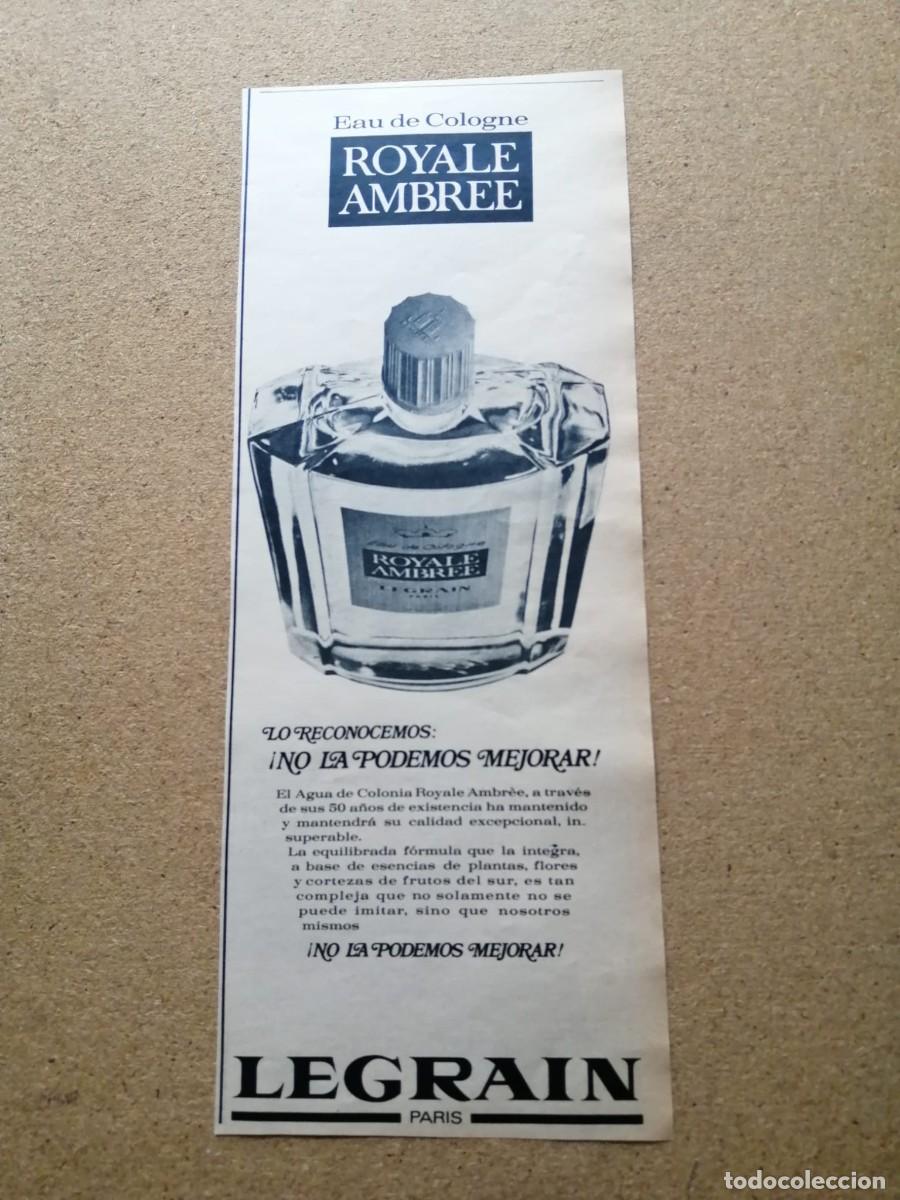 Eau de Cologne
ROYALE
AMBREE
Eau de Cologne
ROYALE
AMBREE
LEGRAIN
PARIS
LO RECONOCEMOS:
¡NO LA PODEMOS MEJORAR!
El Agua de Colonia Royale Ambrèe, a través
de sus 50 años de existencia ha mantenido
y mantendrá su calidad excepcional, in.
superable.
La equilibrada fórmula que la integra,
a base de esencias de plantas, flores
y cortezas de frutos del sur, es tan
compleja que no solamente no se
puede imitar, sino que nosotros
mismos
¡NO LA PODEMOS MEJORAR!
LEGRAIN
PARIS
todocoleccion